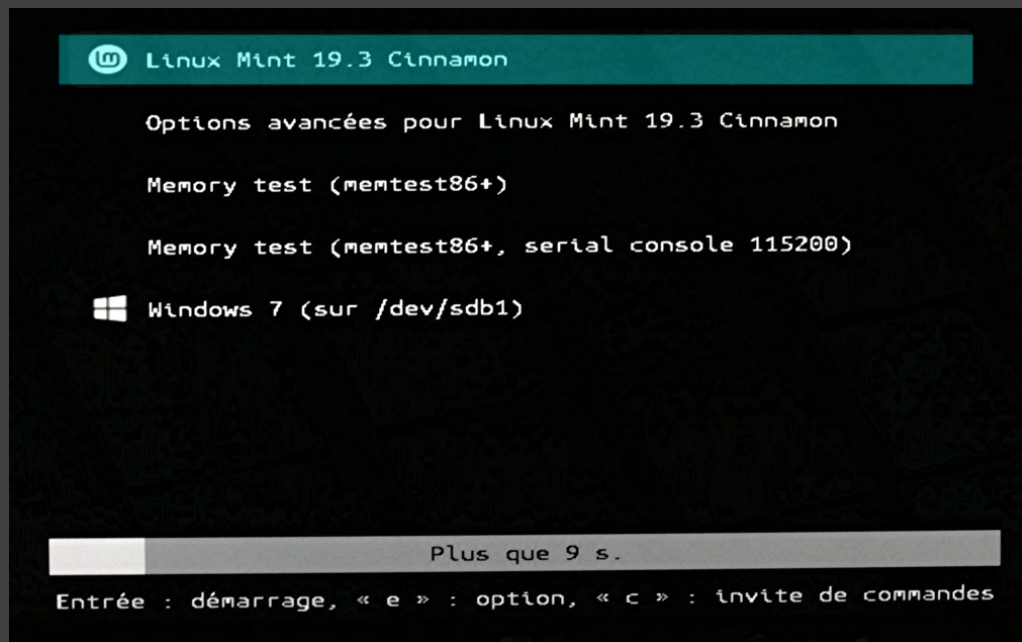 Linux Mint 19.3 Cinnamon
Options avancées pour Linux Mint 19.3 Cinnamon
Memory test (memtest86+)
Memory test (memtest86+, serial console 115200)
Windows 7 (sur /dev/sdb1)
Plus que 9 s.
Entrée : démarrage, « e » : option, « c » : invite de commandes